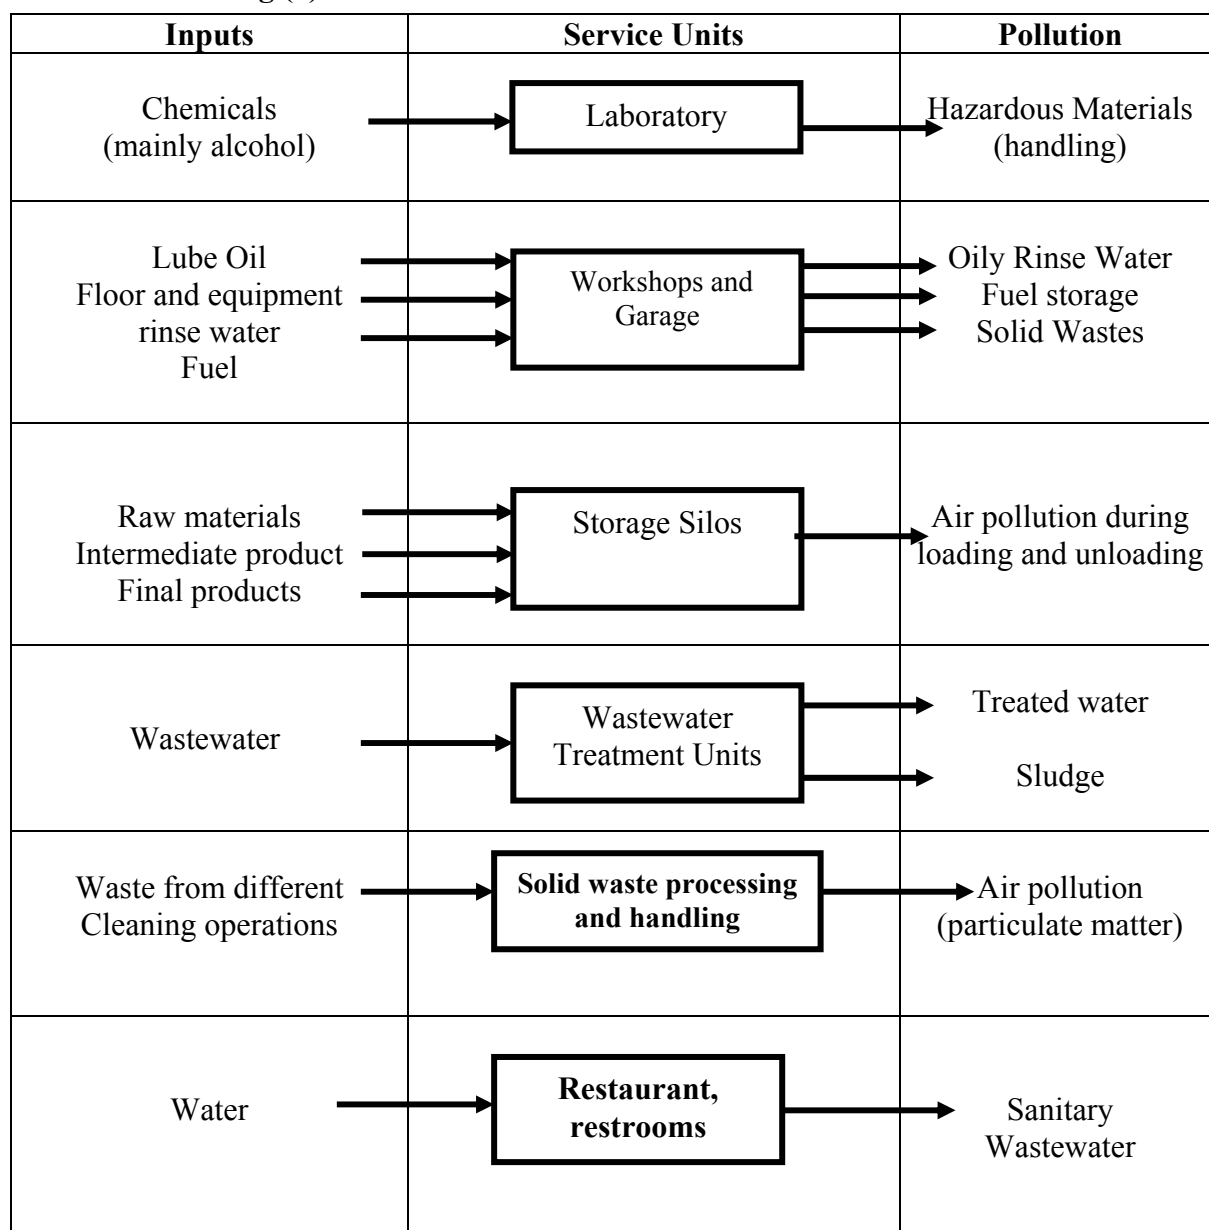 Inputs
Service Units
Pollution
Chemicals
(mainly alcohol)
Laboratory
Hazardous Materials
(handling)
Lube Oil
Floor and equipment
rinse water
Fuel
Workshops and
Garage
Oily Rinse Water
Fuel storage
Solid Wastes
Raw materials
Intermediate product
Final products
Storage Silos
Air pollution during
loading and unloading
Wastewater
Wastewater
Treatment Units
Treated water
Sludge
Waste from different
Cleaning operations
Solid waste processing
and handling
Air pollution
(particulate matter)
Water
Restaurant,
restrooms
Sanitary
Wastewater